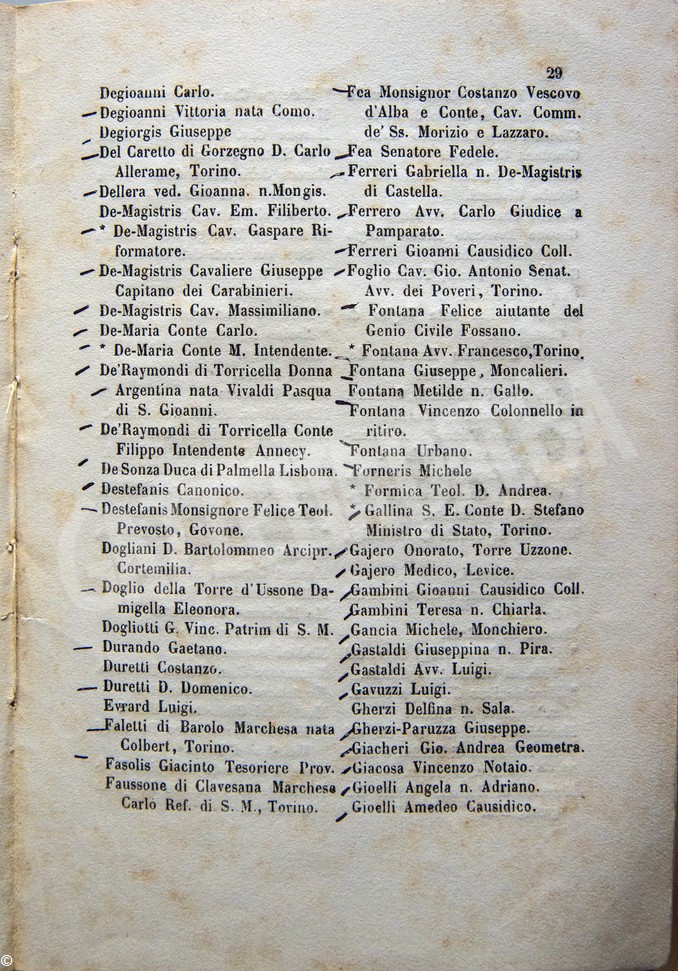 29
Degioanni Carlo.
Degioanni Vittoria nata Como.
Degiorgis Giuseppe
Del Caretto di Gorzegno D. Carlo
Allerame, Torino.
Dellera ved. Gioanna. n.Mongis.
De-Magistris Cav. Em. Filiberto.
* De-Magistris Cav. Gaspare Ri-
formatore.
De-Magistris Cavaliere Giuseppe
Capitano dei Carabinieri.
De-Magistris Cav. Massimiliano.
De-Maria Conte Carlo.
* De-Maria Conte M. Intendente.
De'Raymondi di Torricella Donna
Argentina nata Vivaldi Pasqua
di S. Gioanni.
De'Raymondi di Torricella Conte
Filippo Intendente Annecy.
De Sonza Duca di Palmella Lisbona.
Destefanis Canonico.
Destefanis Monsignore Felice Teol.
Prevosto, Govone.
Dogliani D. Bartolommeo Arcipr.
Cortemilia.
Doglio della Torre d'Ussone Da-
migella Eleonora.
Dogliotti G. Vinc. Patrim di S. M.
Durando Gaetano.
Duretti Costanzo.
Duretti D. Domenico.
Evrard Luigi.
Faletti di Barolo Marchesa nata
Colbert, Torino.
Fasolis Giacinto Tesoriere Prov.
Faussone di Clavesana Marchese
Carlo Ref. di S. M., Torino.
Fea Monsignor Costanzo Vescovo
d'Alba e Conte, Cav. Comm.
de' Ss. Morizio e Lazzaro.
Fea Senatore Fedele.
Ferreri Gabriella n. De-Magistris
di Castella.
Ferrero Avv. Carlo Giudice a
Pamparato.
Ferreri Gioanni Causidico Coll.
Foglio Cav. Gio. Antonio Senat.
Avv. dei Poveri, Torino.
Fontana Felice aiutante del
Genio Civile Fossano.
* Fontana Avv. Francesco,Torino.
Fontana Giuseppe, Moncalieri.
Fontana Metilde n. Gallo.
Fontana Vincenzo Colonnello in
ritiro.
Fontana Urbano.
Forneris Michele
* Formica Teol. D. Andrea.
* Gallina S. E. Conte D. Stefano
Ministro di Stato, Torino.
Gajero Onorato, Torre Uzzone.
Gajero Medico, Levice.
Gambini Gioanni Causidico Coll.
Gambini Teresa n. Chiarla.
Gancia Michele, Monchiero.
Gastaldi Giuseppina n. Pira.
Gastaldi Avv. Luigi.
Gavuzzi Luigi.
Gherzi Delfina n. Sala.
Gherzi-Paruzza Giuseppe.
Giacheri Gio. Andrea Geometra.
Giacosa Vincenzo Notaio.
Gioelli Angela n. Adriano.
Gioelli Amedeo Causidico.
©